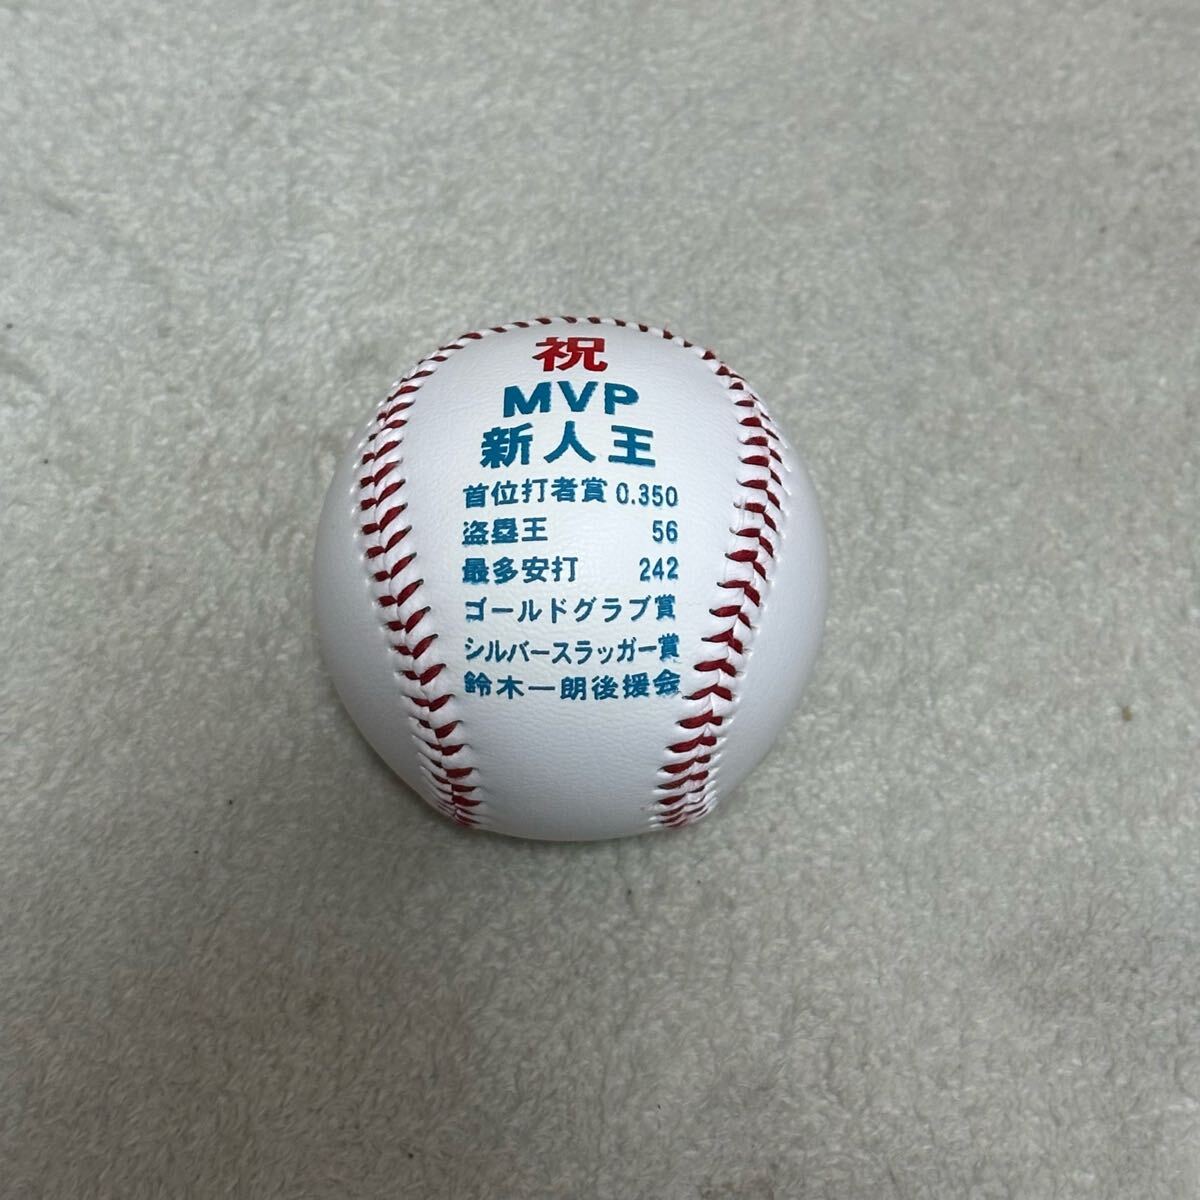 祝
MVP
新人王
首位打者賞 0.350
盗塁王 56
最多安打 242
ゴールドグラブ賞
シルバースラッガー賞
鈴木一朗後援会